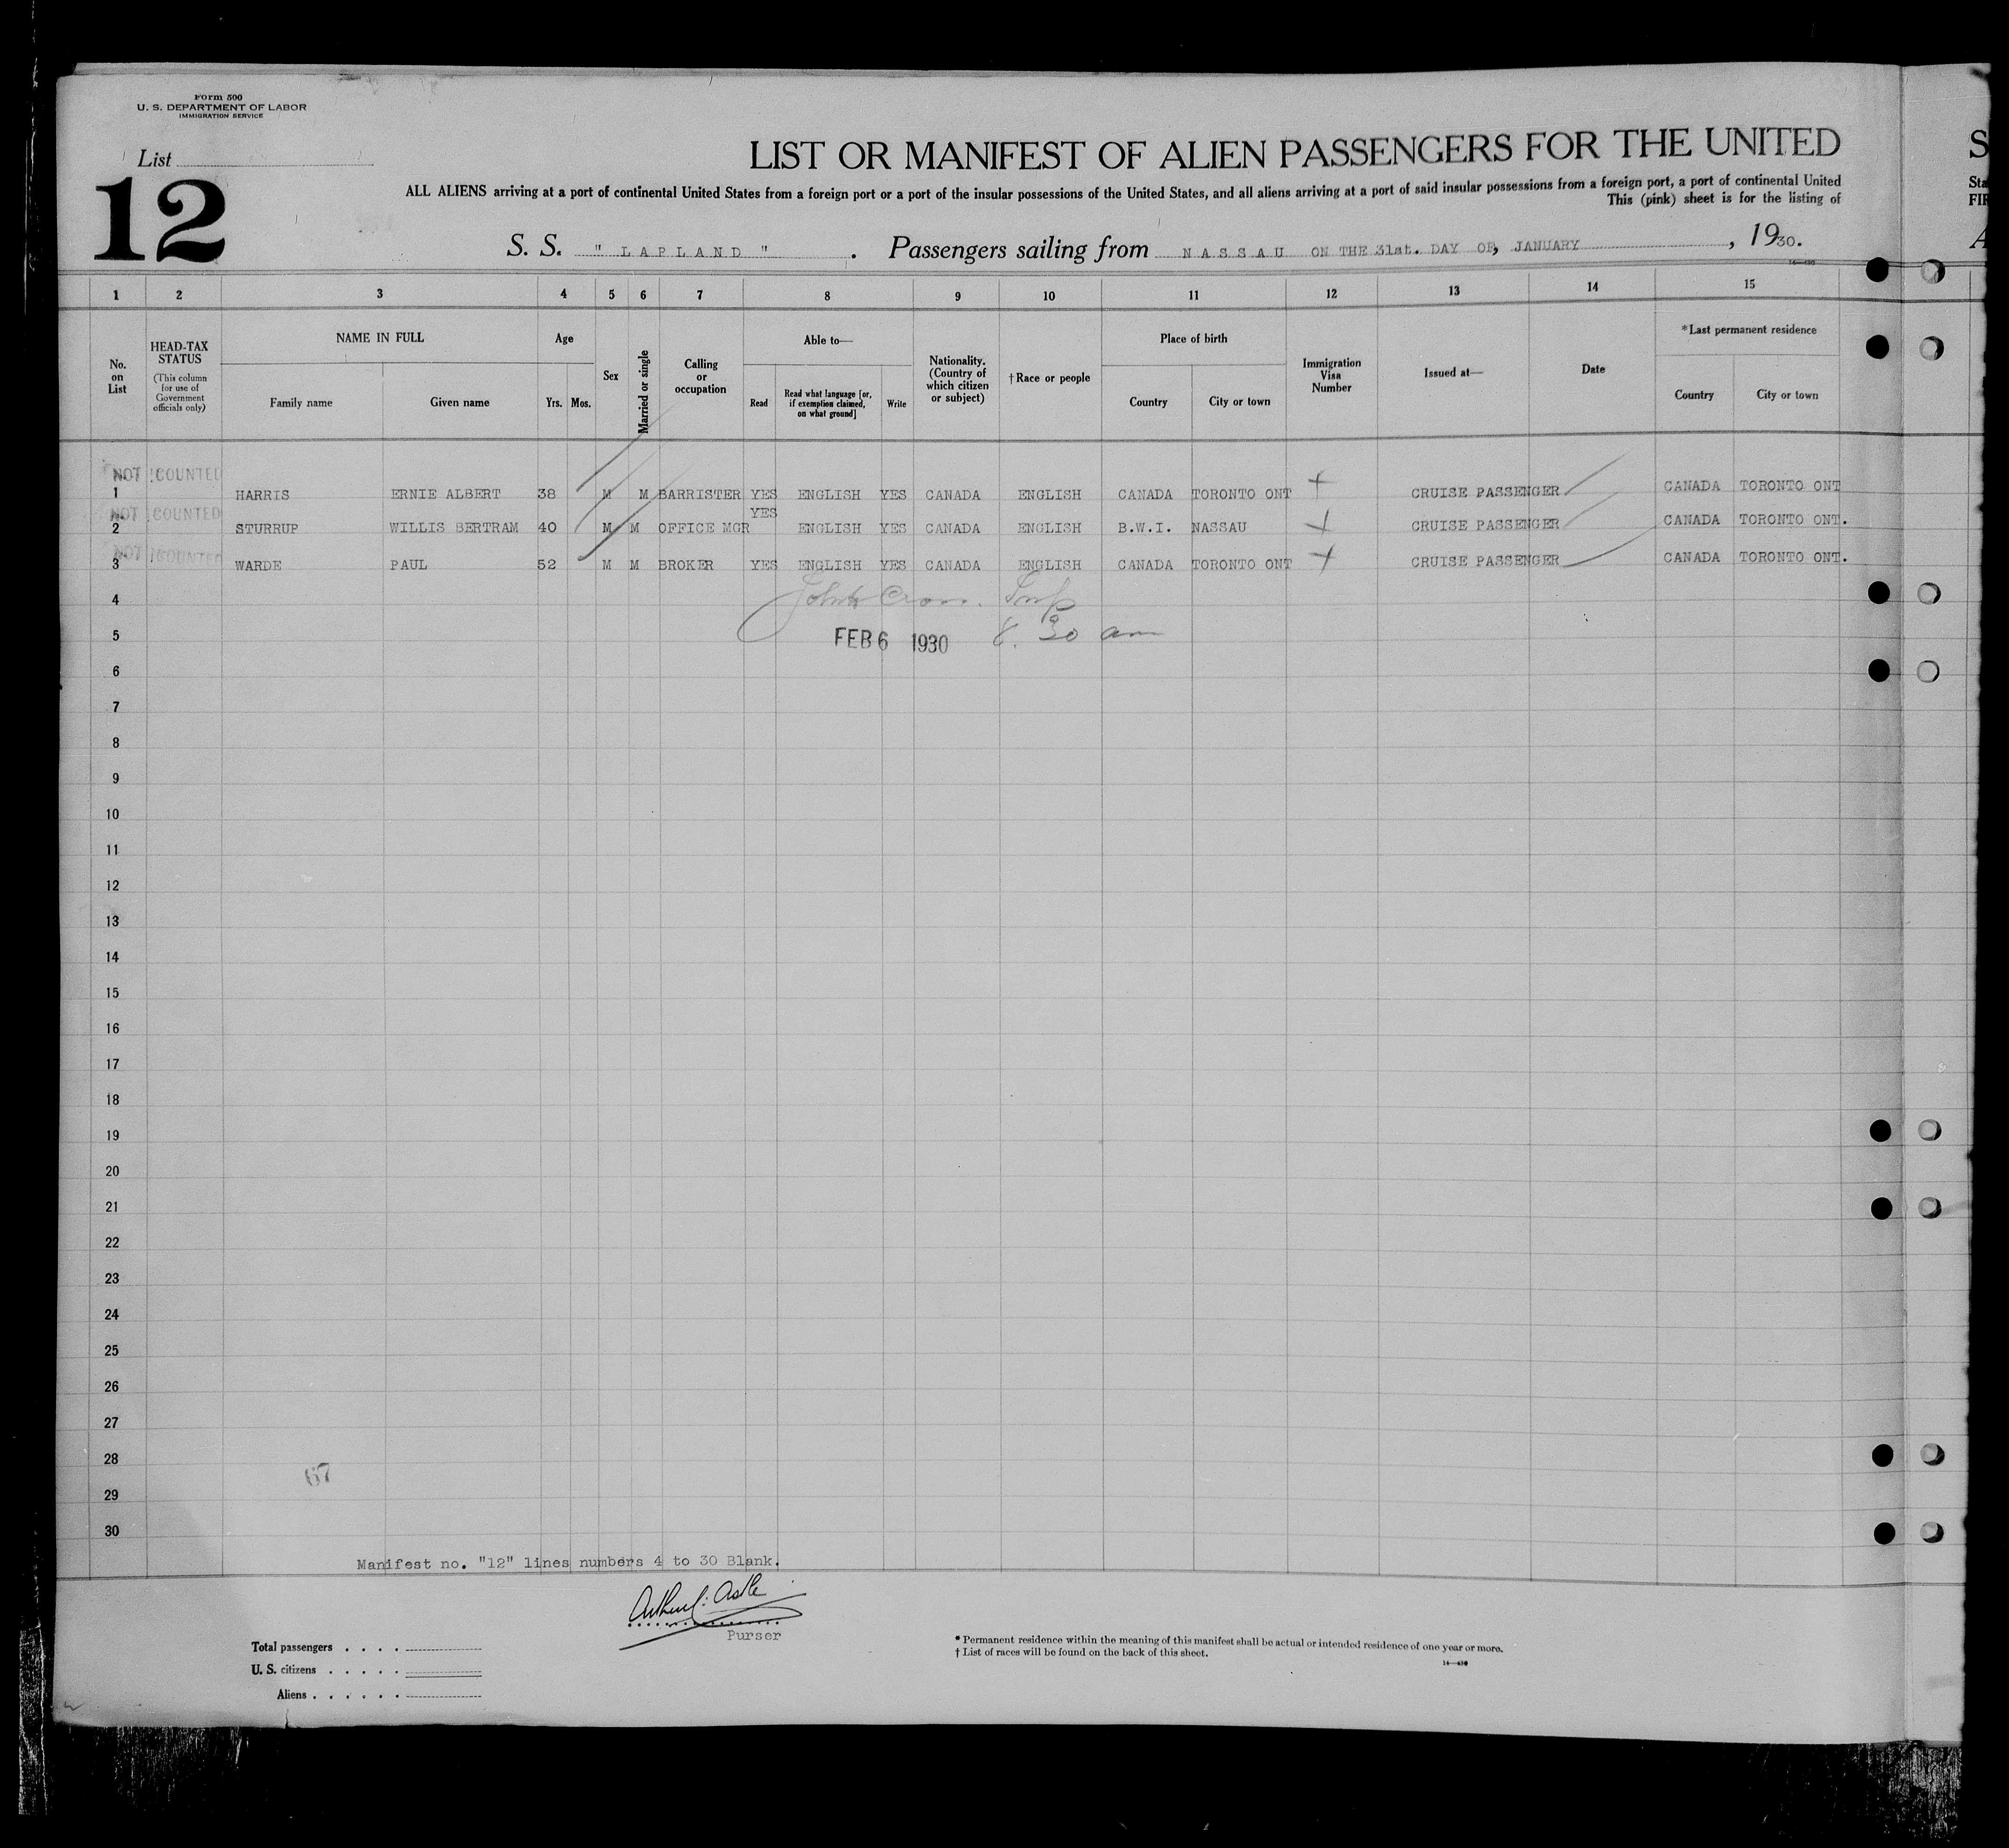 Form 500
U. S. DEPARTMENT OF LABOR
IMMIGRATION SERVICE
List
12
LIST OR MANIFEST OF ALIEN PASSENGERS FOR THE UNITED
ALL ALIENS arriving at a port of continental United States from a foreign port or a port of the insular possessions of the United States, and all aliens arriving at a port of said insular possessions from a foreign port, a port of continental United
This (pink) sheet is for the listing of
S. S. " LAPLAND " . Passengers sailing from NASSAU ON THE 31st. DAY OF, JANUARY , 1930.
S
Sta
FIR
A
1 2 3 4 5 6 7 8 9 10 11 12 13 14 15
No. on List
HEAD-TAX STATUS
(This column for use of Government officials only)
NAME IN FULL
Family name Given name
Age
Yrs. Mos.
Sex
Married or single
Calling or occupation
Able to—
Read
Read what language [or, if exemption claimed, on what ground]
Write
Nationality. (Country of which citizen or subject)
†Race or people
Place of birth
Country City or town
Immigration Visa Number
Issued at—
Date
*Last permanent residence
Country City or town
NOT COUNTED
1 HARRIS ERNIE ALBERT 38 M M BARRISTER YES ENGLISH YES CANADA ENGLISH CANADA TORONTO ONT CRUISE PASSENGER CANADA TORONTO ONT
NOT COUNTED
2 STURRUP WILLIS BERTRAM 40 M M OFFICE MGR YES ENGLISH YES CANADA ENGLISH B.W.I. NASSAU CRUISE PASSENGER CANADA TORONTO ONT.
NOT COUNTED
3 WARDE PAUL 52 M M BROKER YES ENGLISH YES CANADA ENGLISH CANADA TORONTO ONT CRUISE PASSENGER CANADA TORONTO ONT.
4
5 FEB 6 1930 8.30 am
6
7
8
9
10
11
12
13
14
15
16
17
18
19
20
21
22
23
24
25
26
27
28
67
29
30
Manifest no. "12" lines numbers 4 to 30 Blank.
Purser
Total passengers . . . .
U. S. citizens . . . . .
Aliens . . . . . .
* Permanent residence within the meaning of this manifest shall be actual or intended residence of one year or more.
† List of races will be found on the back of this sheet.